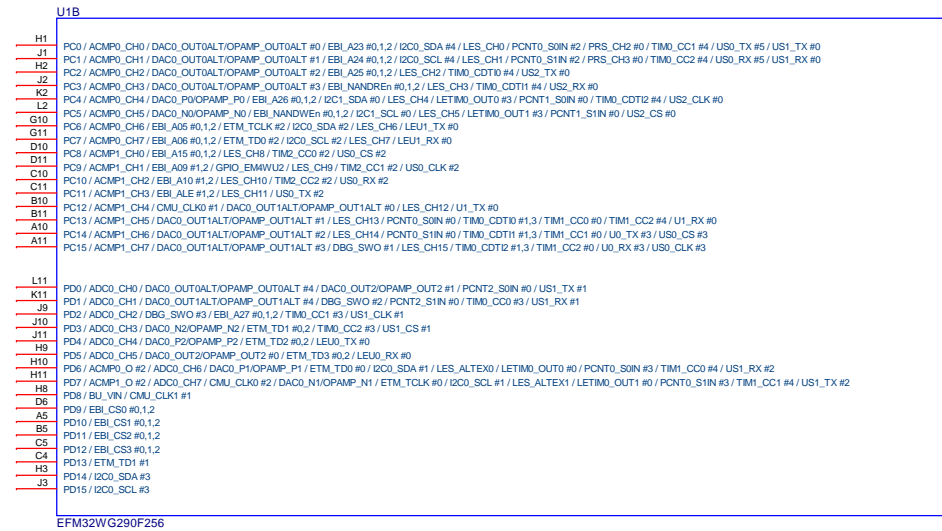 U1B
H1 PC0 / ACMP0_CH0 / DAC0_OUT0ALT/OPAMP_OUT0ALT #0 / EBI_A23 #0,1,2 / I2C0_SDA #4 / LES_CH0 / PCNT0_S0IN #2 / PRS_CH2 #0 / TIM0_CC1 #4 / US0_TX #5 / US1_TX #0
J1 PC1 / ACMP0_CH1 / DAC0_OUT0ALT/OPAMP_OUT0ALT #1 / EBI_A24 #0,1,2 / I2C0_SCL #4 / LES_CH1 / PCNT0_S1IN #2 / PRS_CH3 #0 / TIM0_CC2 #4 / US0_RX #5 / US1_RX #0
H2 PC2 / ACMP0_CH2 / DAC0_OUT0ALT/OPAMP_OUT0ALT #2 / EBI_A25 #0,1,2 / LES_CH2 / TIM0_CDTI0 #4 / US2_TX #0
J2 PC3 / ACMP0_CH3 / DAC0_OUT0ALT/OPAMP_OUT0ALT #3 / EBI_NANDREn #0,1,2 / LES_CH3 / TIM0_CDTI1 #4 / US2_RX #0
K2 PC4 / ACMP0_CH4 / DAC0_P0/OPAMP_P0 / EBI_A26 #0,1,2 / I2C1_SDA #0 / LES_CH4 / LETIM0_OUT0 #3 / PCNT1_S0IN #0 / TIM0_CDTI2 #4 / US2_CLK #0
L2 PC5 / ACMP0_CH5 / DAC0_N0/OPAMP_N0 / EBI_NANDWEn #0,1,2 / I2C1_SCL #0 / LES_CH5 / LETIM0_OUT1 #3 / PCNT1_S1IN #0 / US2_CS #0
G10 PC6 / ACMP0_CH6 / EBI_A05 #0,1,2 / ETM_TCLK #2 / I2C0_SDA #2 / LES_CH6 / LEU1_TX #0
G11 PC7 / ACMP0_CH7 / EBI_A06 #0,1,2 / ETM_TD0 #2 / I2C0_SCL #2 / LES_CH7 / LEU1_RX #0
D10 PC8 / ACMP1_CH0 / EBI_A15 #0,1,2 / LES_CH8 / TIM2_CC0 #2 / US0_CS #2
D11 PC9 / ACMP1_CH1 / EBI_A09 #1,2 / GPIO_EM4WU2 / LES_CH9 / TIM2_CC1 #2 / US0_CLK #2
C10 PC10 / ACMP1_CH2 / EBI_A10 #1,2 / LES_CH10 / TIM2_CC2 #2 / US0_RX #2
C11 PC11 / ACMP1_CH3 / EBI_ALE #1,2 / LES_CH11 / US0_TX #2
B10 PC12 / ACMP1_CH4 / CMU_CLK0 #1 / DAC0_OUT1ALT/OPAMP_OUT1ALT #0 / LES_CH12 / U1_TX #0
B11 PC13 / ACMP1_CH5 / DAC0_OUT1ALT/OPAMP_OUT1ALT #1 / LES_CH13 / PCNT0_S0IN #0 / TIM0_CDTI0 #1,3 / TIM1_CC0 #0 / TIM1_CC2 #4 / U1_RX #0
A10 PC14 / ACMP1_CH6 / DAC0_OUT1ALT/OPAMP_OUT1ALT #2 / LES_CH14 / PCNT0_S1IN #0 / TIM0_CDTI1 #1,3 / TIM1_CC1 #0 / U0_TX #3 / US0_CS #3
A11 PC15 / ACMP1_CH7 / DAC0_OUT1ALT/OPAMP_OUT1ALT #3 / DBG_SWO #1 / LES_CH15 / TIM0_CDTI2 #1,3 / TIM1_CC2 #0 / U0_RX #3 / US0_CLK #3
L11 PD0 / ADC0_CH0 / DAC0_OUT0ALT/OPAMP_OUT0ALT #4 / DAC0_OUT2/OPAMP_OUT2 #1 / PCNT2_S0IN #0 / US1_TX #1
K11 PD1 / ADC0_CH1 / DAC0_OUT1ALT/OPAMP_OUT1ALT #4 / DBG_SWO #2 / PCNT2_S1IN #0 / TIM0_CC0 #3 / US1_RX #1
J9 PD2 / ADC0_CH2 / DBG_SWO #3 / EBI_A27 #0,1,2 / TIM0_CC1 #3 / US1_CLK #1
J10 PD3 / ADC0_CH3 / DAC0_N2/OPAMP_N2 / ETM_TD1 #0,2 / TIM0_CC2 #3 / US1_CS #1
J11 PD4 / ADC0_CH4 / DAC0_P2/OPAMP_P2 / ETM_TD2 #0,2 / LEU0_TX #0
H9 PD5 / ADC0_CH5 / DAC0_OUT2/OPAMP_OUT2 #0 / ETM_TD3 #0,2 / LEU0_RX #0
H10 PD6 / ACMP0_O #2 / ADC0_CH6 / DAC0_P1/OPAMP_P1 / ETM_TD0 #0 / I2C0_SDA #1 / LES_ALTEX0 / LETIM0_OUT0 #0 / PCNT0_S0IN #3 / TIM1_CC0 #4 / US1_RX #2
H11 PD7 / ACMP1_O #2 / ADC0_CH7 / CMU_CLK0 #2 / DAC0_N1/OPAMP_N1 / ETM_TCLK #0 / I2C0_SCL #1 / LES_ALTEX1 / LETIM0_OUT1 #0 / PCNT0_S1IN #3 / TIM1_CC1 #4 / US1_TX #2
H8 PD8 / BU_VIN / CMU_CLK1 #1
D6 PD9 / EBI_CS0 #0,1,2
A5 PD10 / EBI_CS1 #0,1,2
B5 PD11 / EBI_CS2 #0,1,2
C5 PD12 / EBI_CS3 #0,1,2
C4 PD13 / ETM_TD1 #1
H3 PD14 / I2C0_SDA #3
J3 PD15 / I2C0_SCL #3
EFM32WG290F256